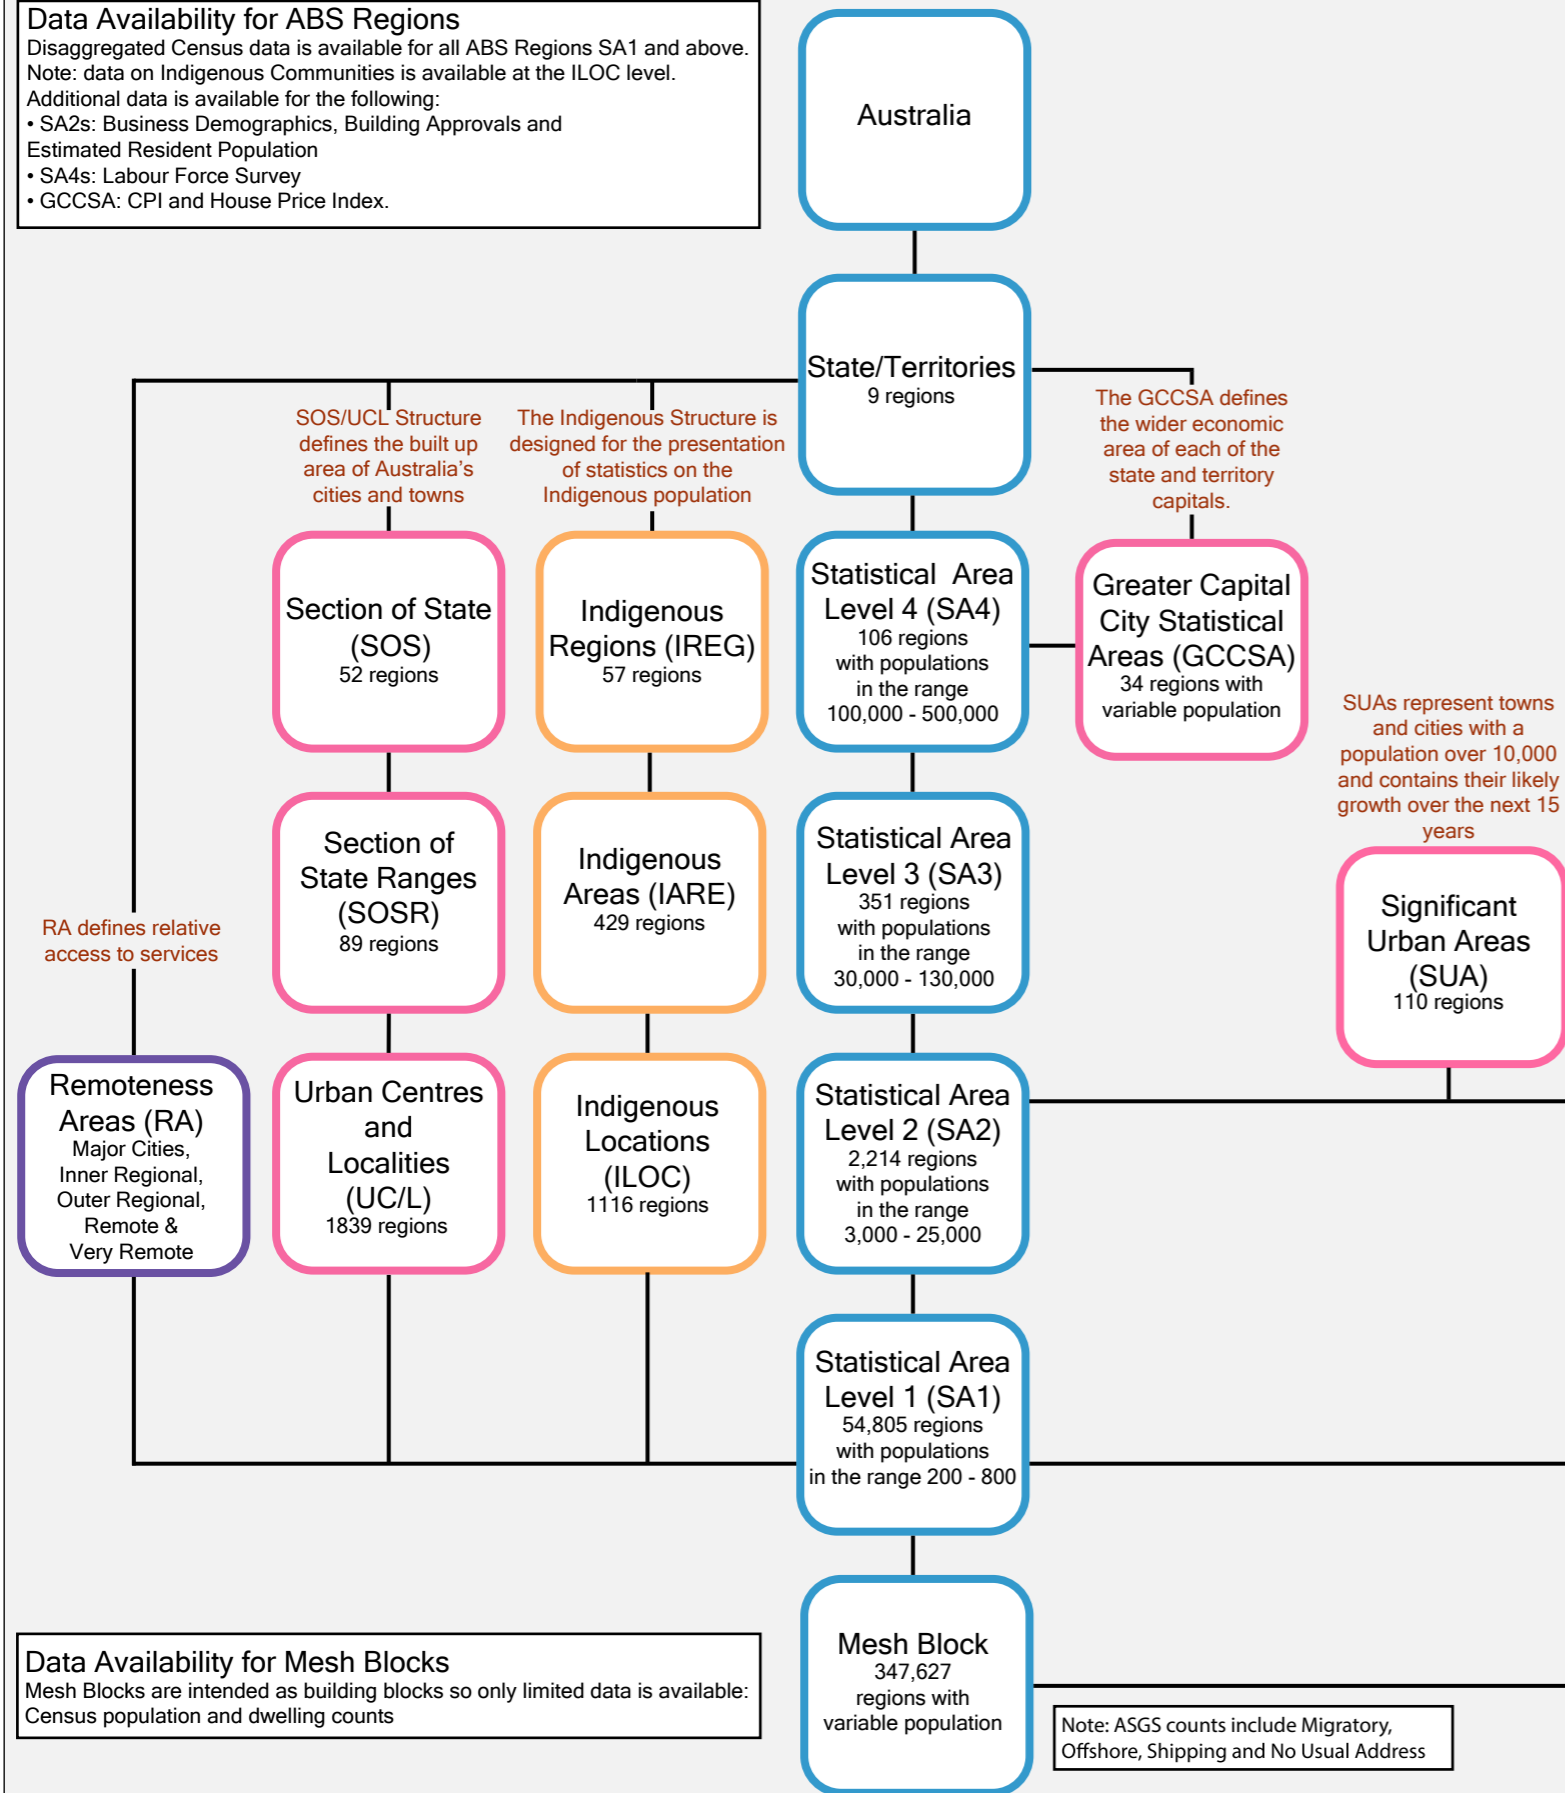 Data Availability for ABS Regions
Disaggregated Census data is available for all ABS Regions SA1 and above.
Note: data on Indigenous Communities is available at the ILOC level.
Additional data is available for the following:
• SA2s: Business Demographics, Building Approvals and
Estimated Resident Population
• SA4s: Labour Force Survey
• GCCSA: CPI and House Price Index.
Australia
State/Territories
9 regions
SOS/UCL Structure
defines the built up
area of Australia's
cities and towns
The Indigenous Structure is
designed for the presentation
of statistics on the
Indigenous population
The GCCSA defines
the wider economic
area of each of the
state and territory
capitals.
Section of State
(SOS)
52 regions
Indigenous
Regions (IREG)
57 regions
Statistical Area
Level 4 (SA4)
106 regions
with populations
in the range
100,000 - 500,000
Greater Capital
City Statistical
Areas (GCCSA)
34 regions with
variable population
SUAs represent towns
and cities with a
population over 10,000
and contains their likely
growth over the next 15
years
Section of
State Ranges
(SOSR)
89 regions
Indigenous
Areas (IARE)
429 regions
Statistical Area
Level 3 (SA3)
351 regions
with populations
in the range
30,000 - 130,000
Significant
Urban Areas
(SUA)
110 regions
RA defines relative
access to services
Remoteness
Areas (RA)
Major Cities,
Inner Regional,
Outer Regional,
Remote &
Very Remote
Urban Centres
and
Localities
(UC/L)
1839 regions
Indigenous
Locations
(ILOC)
1116 regions
Statistical Area
Level 2 (SA2)
2,214 regions
with populations
in the range
3,000 - 25,000
Statistical Area
Level 1 (SA1)
54,805 regions
with populations
in the range 200 - 800
Mesh Block
347,627
regions with
variable population
Data Availability for Mesh Blocks
Mesh Blocks are intended as building blocks so only limited data is available:
Census population and dwelling counts
Note: ASGS counts include Migratory,
Offshore, Shipping and No Usual Address